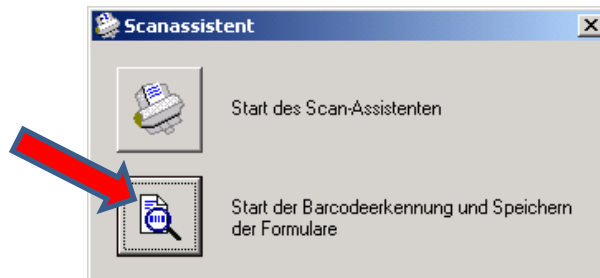 Scanassistent
Start des Scan-Assistenten
Start der Barcodeerkennung und Speichern
der Formulare